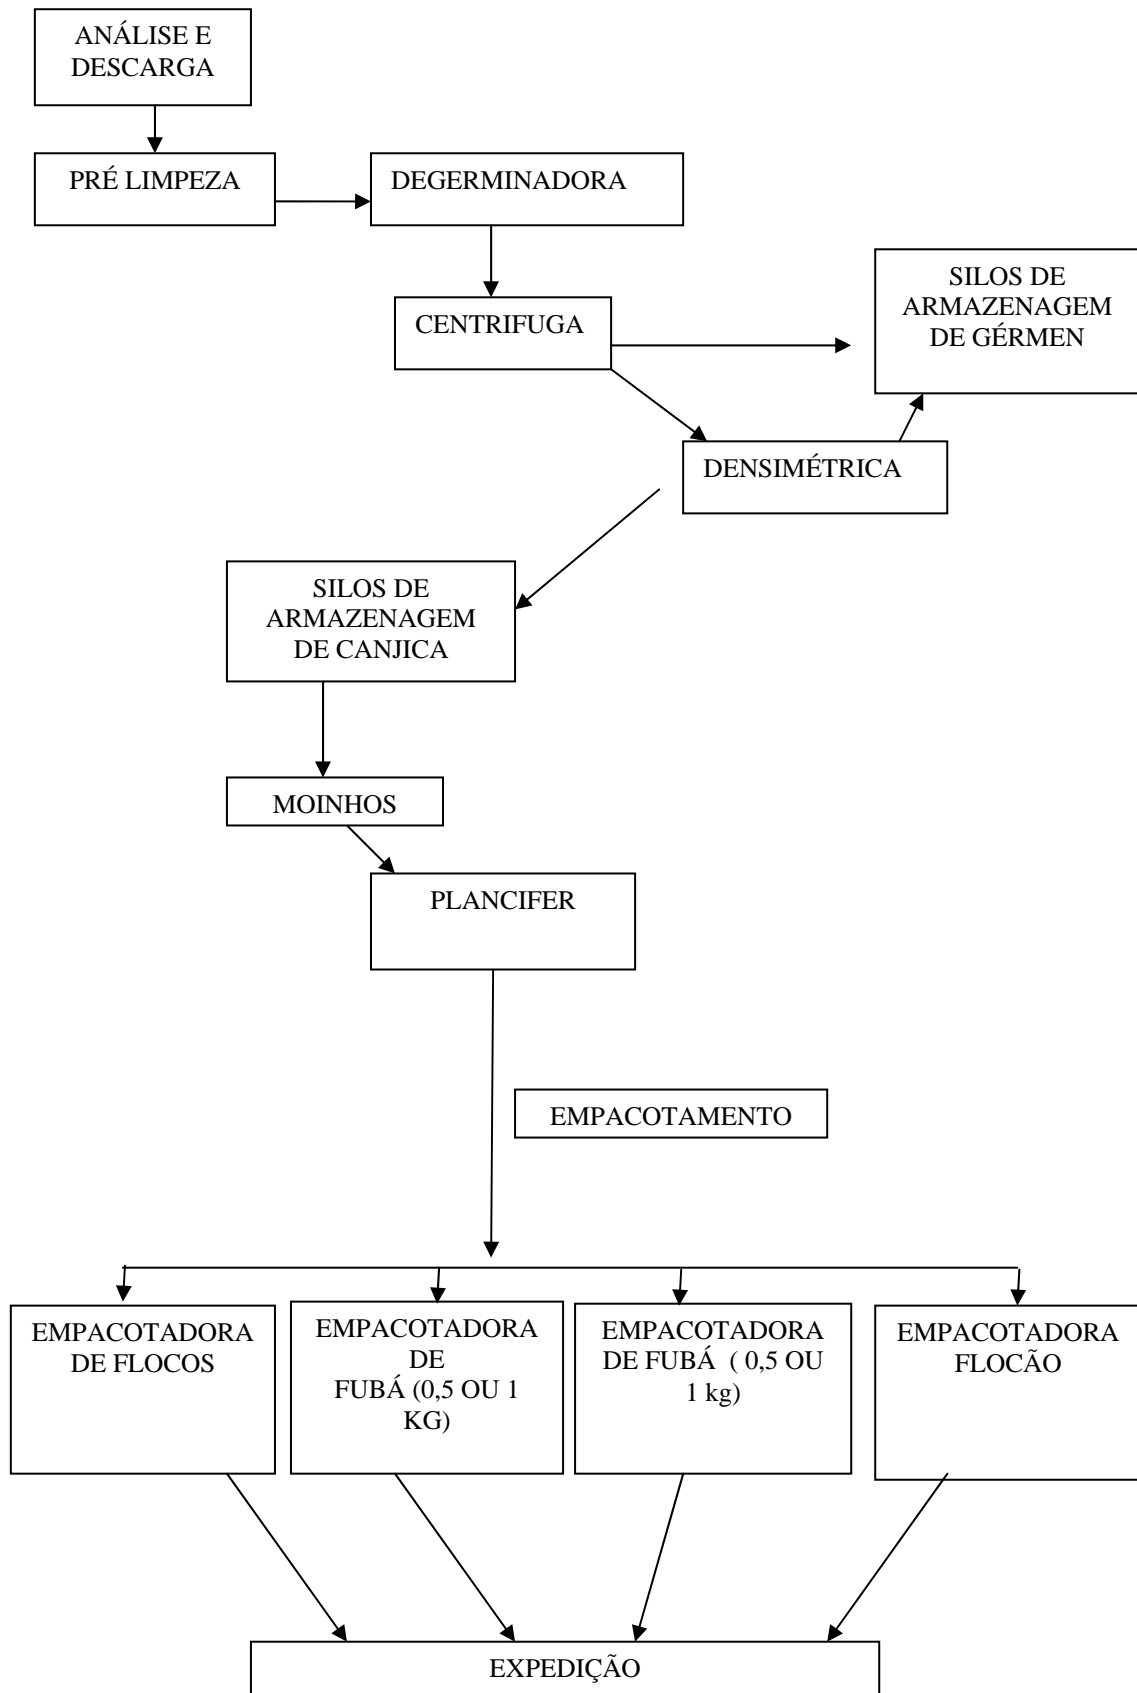 ANÁLISE E
DESCARGA
PRÉ LIMPEZA
DEGERMINADORA
CENTRIFUGA
SILOS DE
ARMAZENAGEM
DE GÉRMEN
DENSIMÉTRICA
SILOS DE
ARMAZENAGEM
DE CANJICA
MOINHOS
PLANCIFER
EMPACOTAMENTO
EMPACOTADORA
DE FLOCOS
EMPACOTADORA
DE
FUBÁ (0,5 OU 1
KG)
EMPACOTADORA
DE FUBÁ ( 0,5 OU
1 kg)
EMPACOTADORA
FLOCÃO
EXPEDIÇÃO